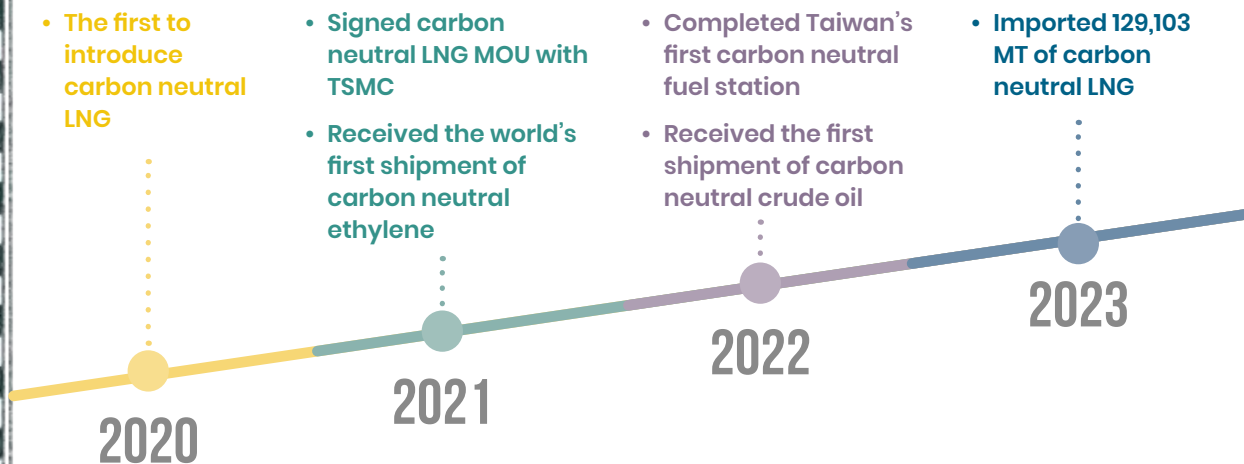 • The first to
introduce
carbon neutral
LNG
• Signed carbon
neutral LNG MOU with
TSMC
• Received the world’s
first shipment of
carbon neutral
ethylene
• Completed Taiwan’s
first carbon neutral
fuel station
• Received the first
shipment of carbon
neutral crude oil
• Imported 129,103
MT of carbon
neutral LNG
2020
2021
2022
2023